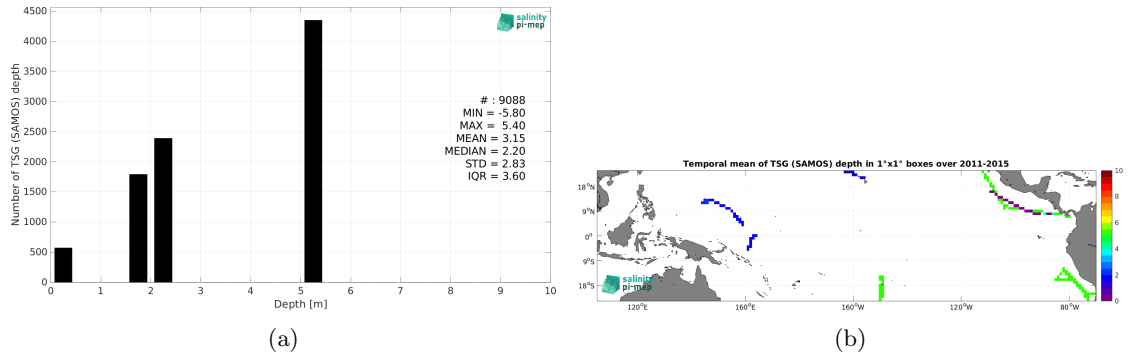 4500
4000
3500
3000
2500
2000
1500
1000
500
0
Number of TSG (SAMOS) depth
salinity
pi-mep
# : 9088
MIN = -5.80
MAX = 5.40
MEAN = 3.15
MEDIAN = 2.20
STD = 2.83
IQR = 3.60
0 1 2 3 4 5 6 7 8 9 10
Depth [m]
(a)
Temporal mean of TSG (SAMOS) depth in 1°x1° boxes over 2011-2015
18°N
9°N
0°
9°S
18°S
salinity
pi-mep
120°E 160°E 160°W 120°W 80°W
10
8
6
4
2
0
(b)